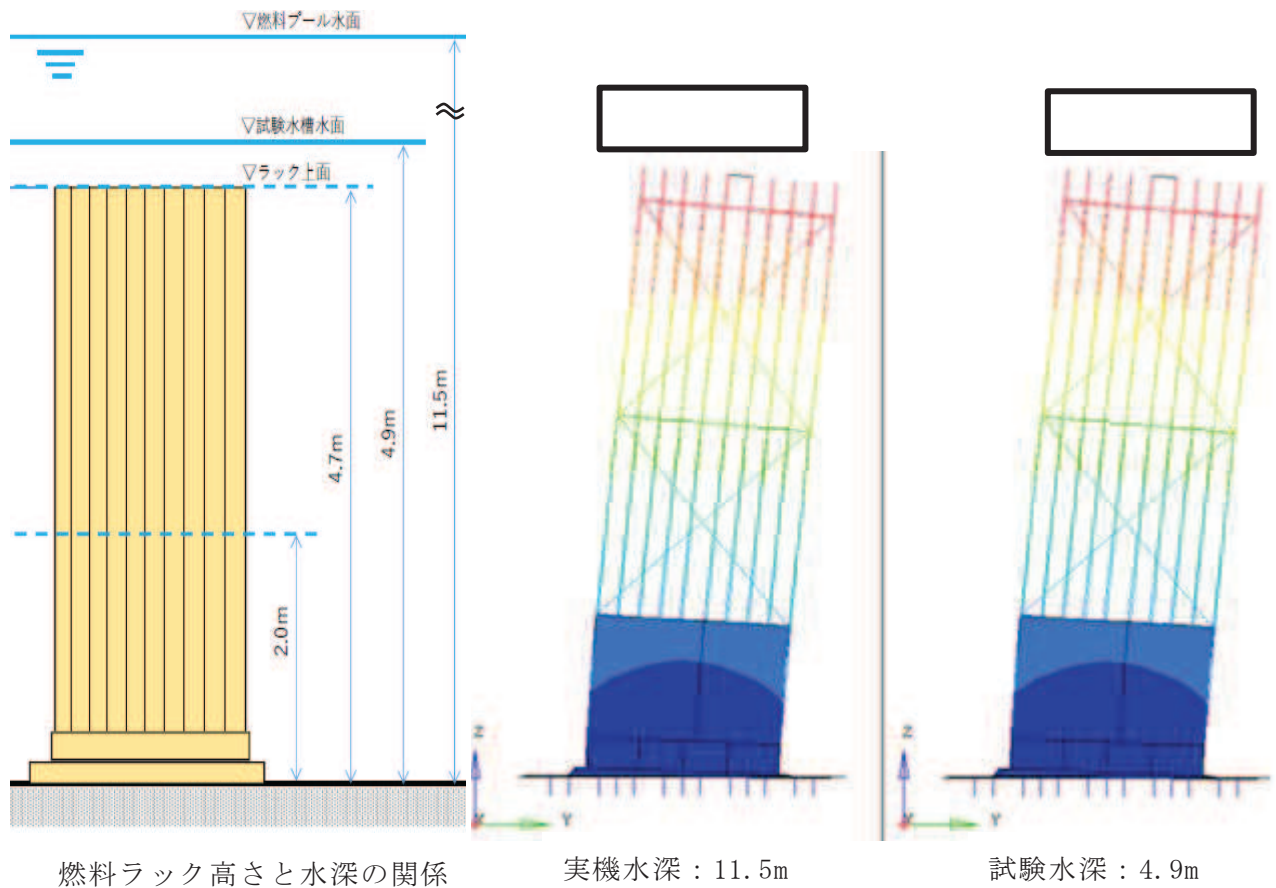 ▽燃料プール水面
▽試験水槽水面
▽ラック上面
11.5m
4.9m
4.7m
2.0m
Z
Y
Z
Y
燃料ラック高さと水深の関係
実機水深：11.5m
試験水深：4.9m